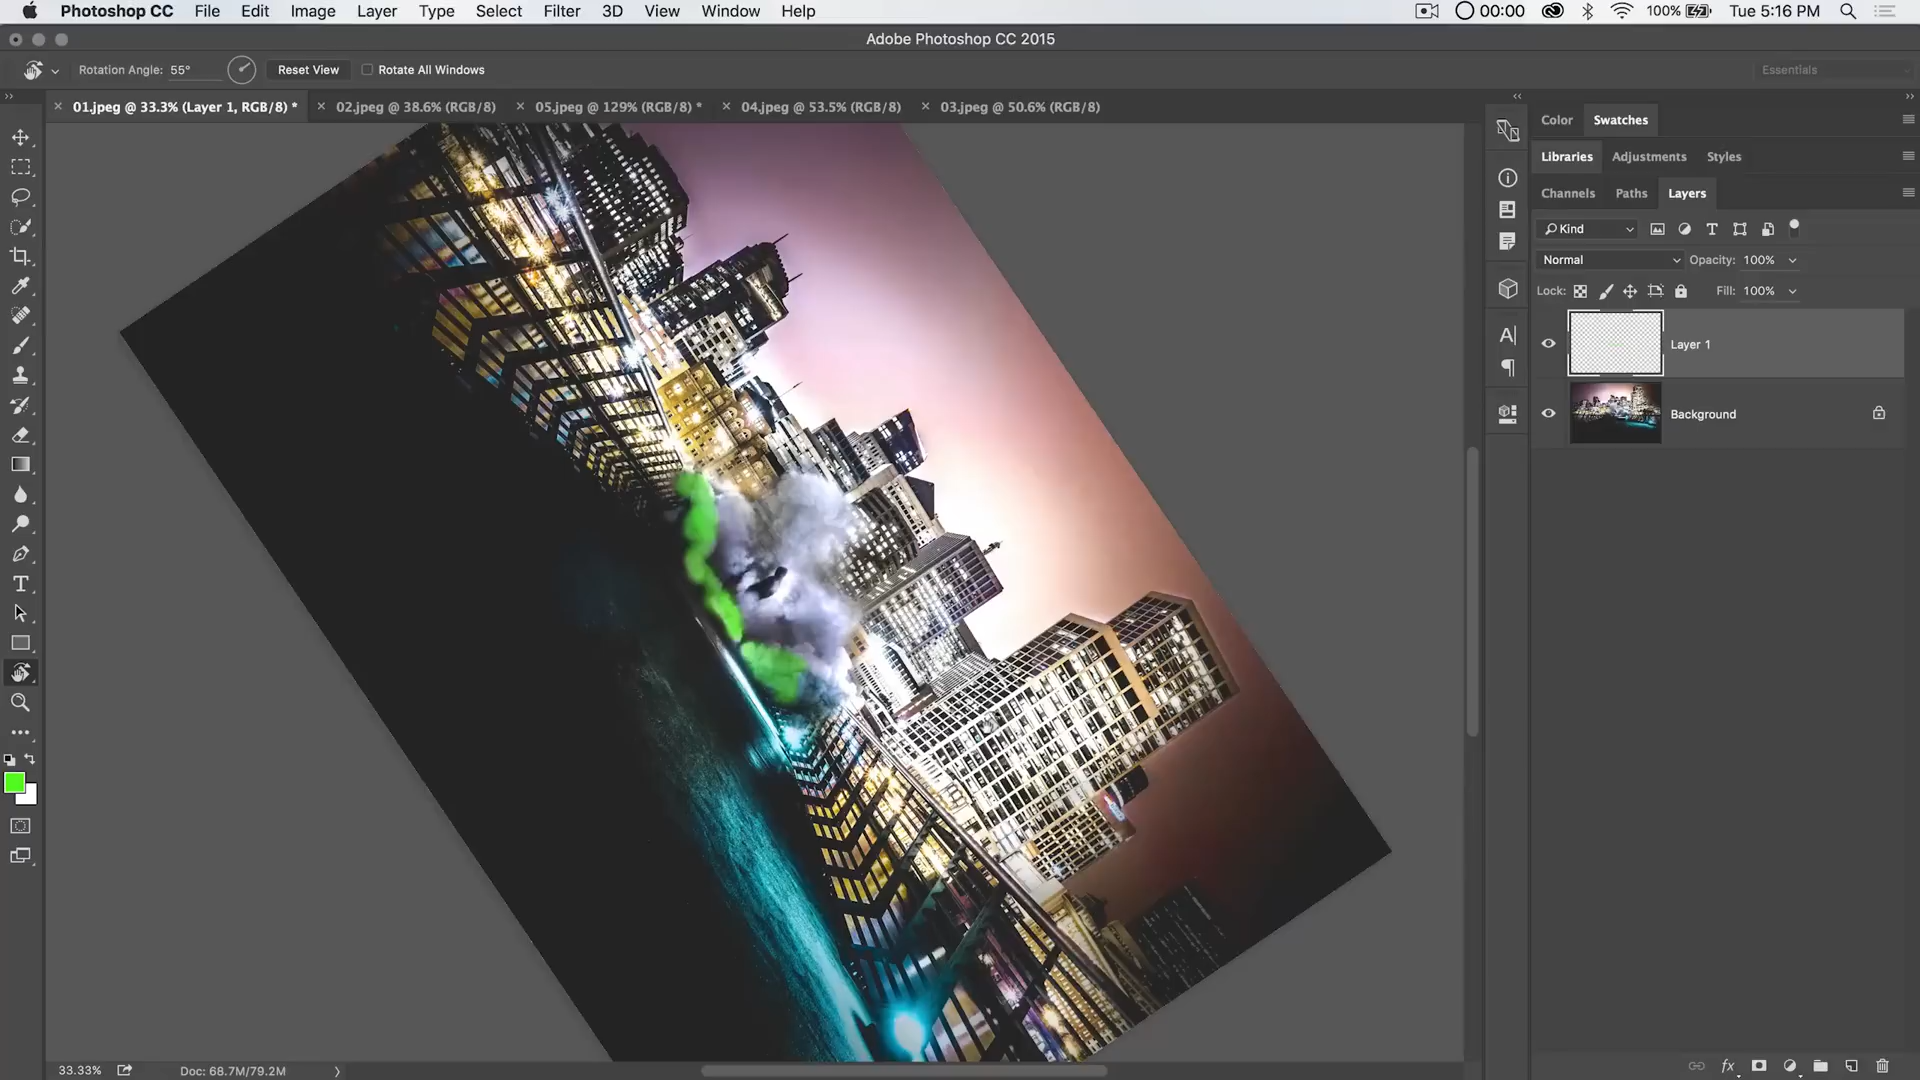 Photoshop CC File Edit Image Layer Type Select Filter 3D View Window Help 00:00 100% Tue 5:16 PM
Adobe Photoshop CC 2015
Rotation Angle: 55° Reset View Rotate All Windows Essentials
01.jpeg @ 33.3% (Layer 1, RGB/8) * 02.jpeg @ 38.6% (RGB/8) 05.jpeg @ 129% (RGB/8) * 04.jpeg @ 53.5% (RGB/8) 03.jpeg @ 50.6% (RGB/8)
Color Swatches
Libraries Adjustments Styles
Channels Paths Layers
Kind
Normal Opacity: 100%
Lock: Fill: 100%
Layer 1
Background
33.33% Doc: 68.7M/79.2M